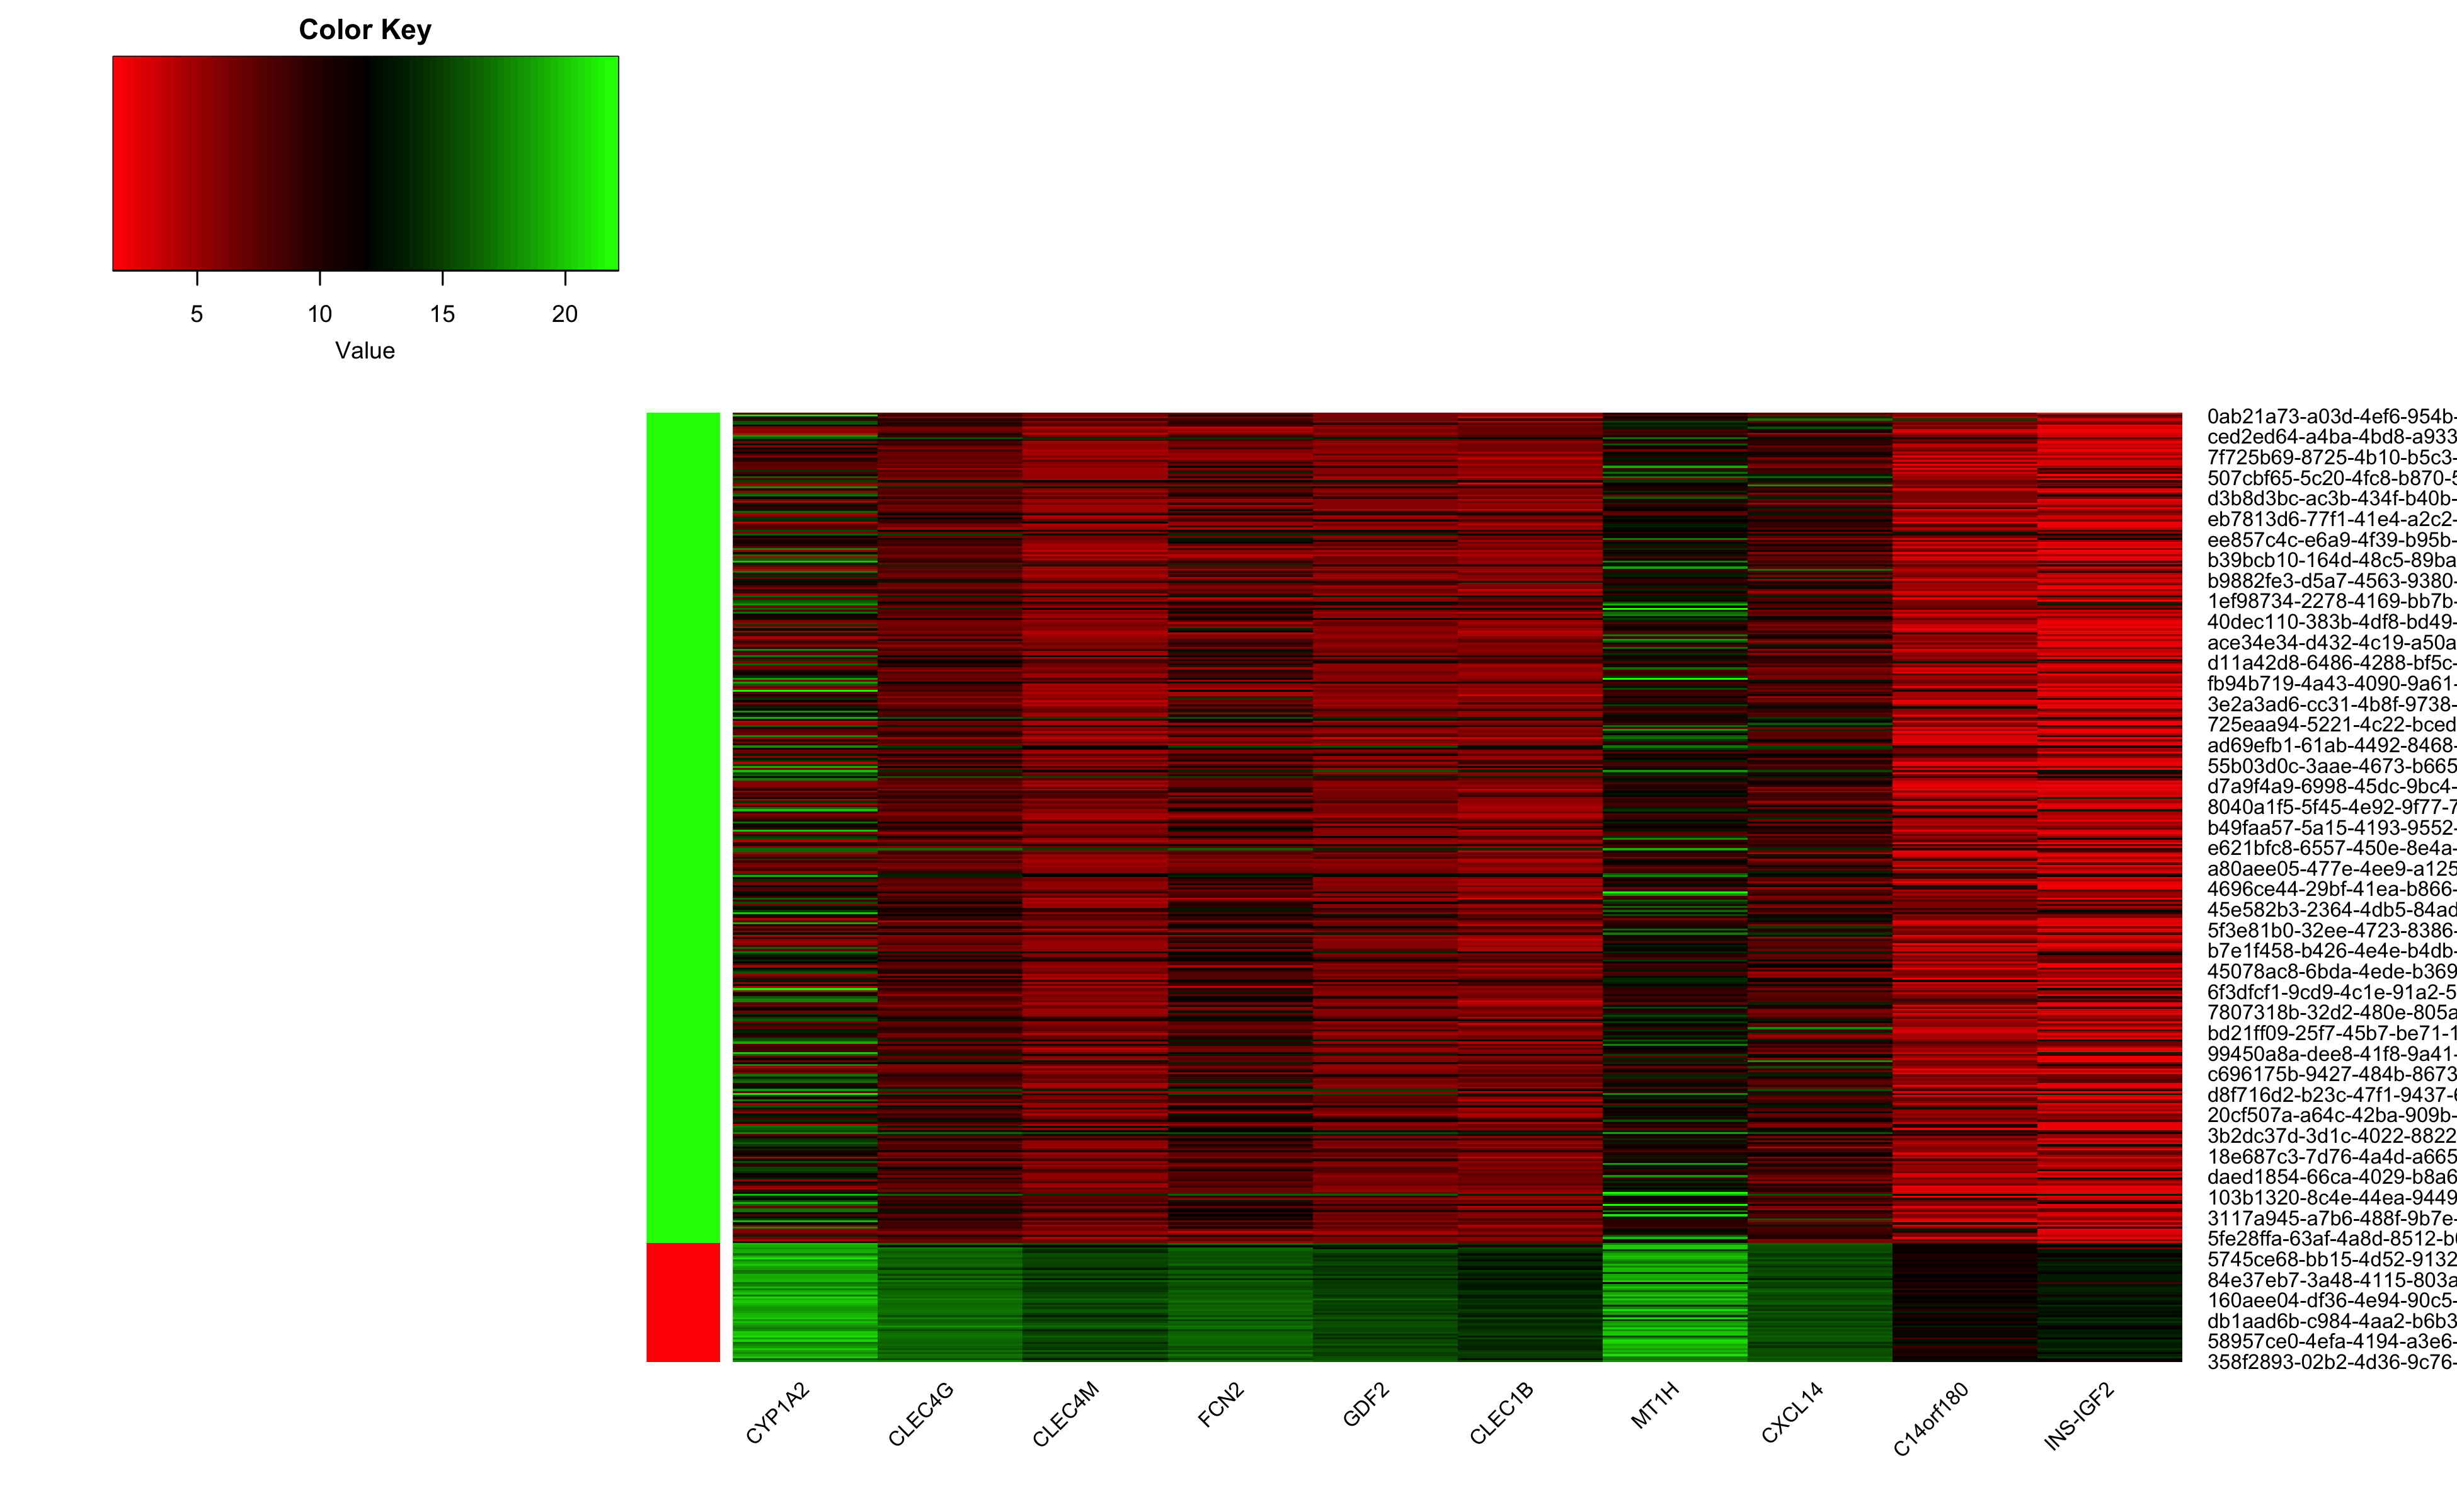 Color Key
5 10 15 20
Value
0ab21a73-a03d-4ef6-954b-
ced2ed64-a4ba-4bd8-a933
7f725b69-8725-4b10-b5c3-
507cbf65-5c20-4fc8-b870-5
d3b8d3bc-ac3b-434f-b40b-
eb7813d6-77f1-41e4-a2c2-
ee857c4c-e6a9-4f39-b95b-
b39bcb10-164d-48c5-89ba
b9882fe3-d5a7-4563-9380-
1ef98734-2278-4169-bb7b-
40dec110-383b-4df8-bd49-
ace34e34-d432-4c19-a50a
d11a42d8-6486-4288-bf5c-
fb94b719-4a43-4090-9a61-
3e2a3ad6-cc31-4b8f-9738-
725eaa94-5221-4c22-bced
ad69efb1-61ab-4492-8468-
55b03d0c-3aae-4673-b665
d7a9f4a9-6998-45dc-9bc4-
8040a1f5-5f45-4e92-9f77-7
b49faa57-5a15-4193-9552-
e621bfc8-6557-450e-8e4a-
a80aee05-477e-4ee9-a125
4696ce44-29bf-41ea-b866-
45e582b3-2364-4db5-84ad
5f3e81b0-32ee-4723-8386-
b7e1f458-b426-4e4e-b4db-
45078ac8-6bda-4ede-b369
6f3dfcf1-9cd9-4c1e-91a2-5
7807318b-32d2-480e-805a
bd21ff09-25f7-45b7-be71-1
99450a8a-dee8-41f8-9a41-
c696175b-9427-484b-8673
d8f716d2-b23c-47f1-9437-6
20cf507a-a64c-42ba-909b-
3b2dc37d-3d1c-4022-8822
18e687c3-7d76-4a4d-a665
daed1854-66ca-4029-b8a6
103b1320-8c4e-44ea-9449
3117a945-a7b6-488f-9b7e-
5fe28ffa-63af-4a8d-8512-b
5745ce68-bb15-4d52-9132
84e37eb7-3a48-4115-803a
160aee04-df36-4e94-90c5-
db1aad6b-c984-4aa2-b6b3
58957ce0-4efa-4194-a3e6-
358f2893-02b2-4d36-9c76-
CYP1A2 CLEC4G CLEC4M FCN2 GDF2 CLEC1B MT1H CXCL14 C14orf180 INS-IGF2